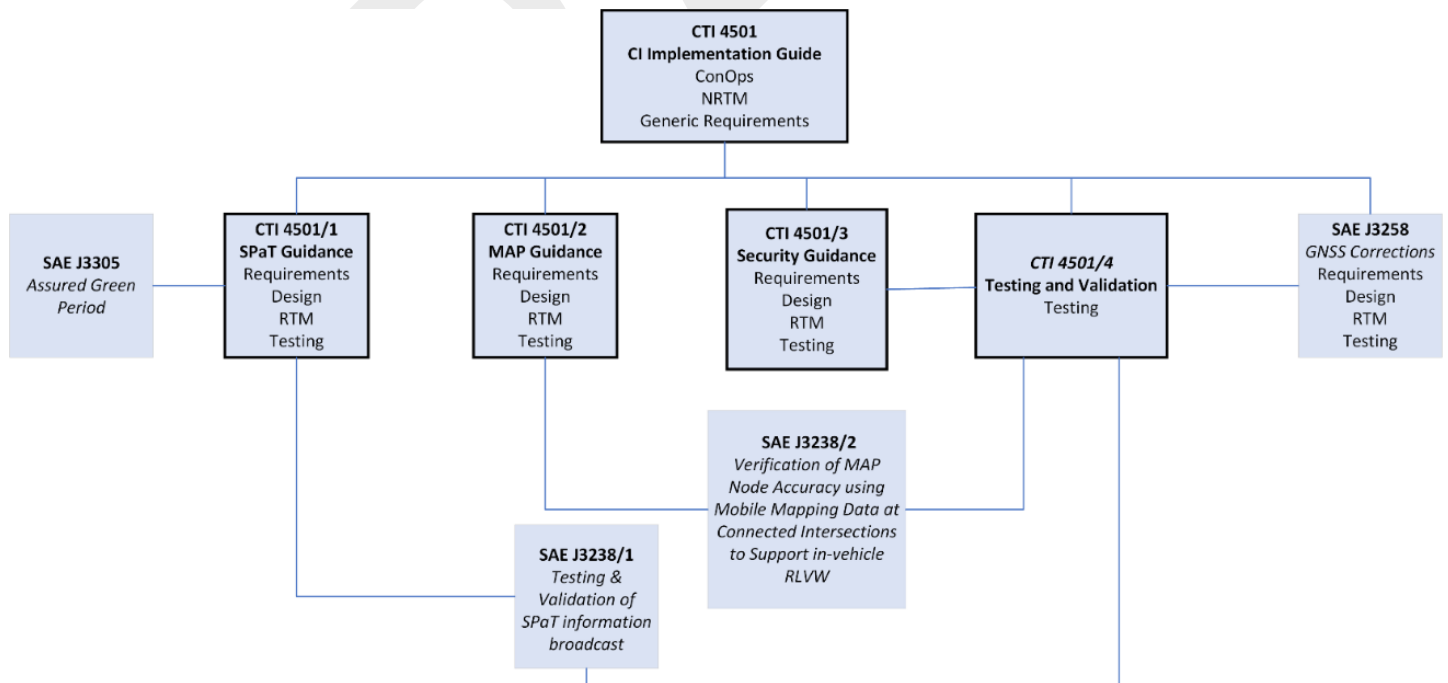 CTI 4501
CI Implementation Guide
ConOps
NRTM
Generic Requirements
SAE J3305
Assured Green
Period
CTI 4501/1
SPaT Guidance
Requirements
Design
RTM
Testing
CTI 4501/2
MAP Guidance
Requirements
Design
RTM
Testing
CTI 4501/3
Security Guidance
Requirements
Design
RTM
Testing
CTI 4501/4
Testing and Validation
Testing
SAE J3258
GNSS Corrections
Requirements
Design
RTM
Testing
SAE J3238/2
Verification of MAP
Node Accuracy using
Mobile Mapping Data at
Connected Intersections
to Support in-vehicle
RLVW
SAE J3238/1
Testing &
Validation of
SPaT information
broadcast